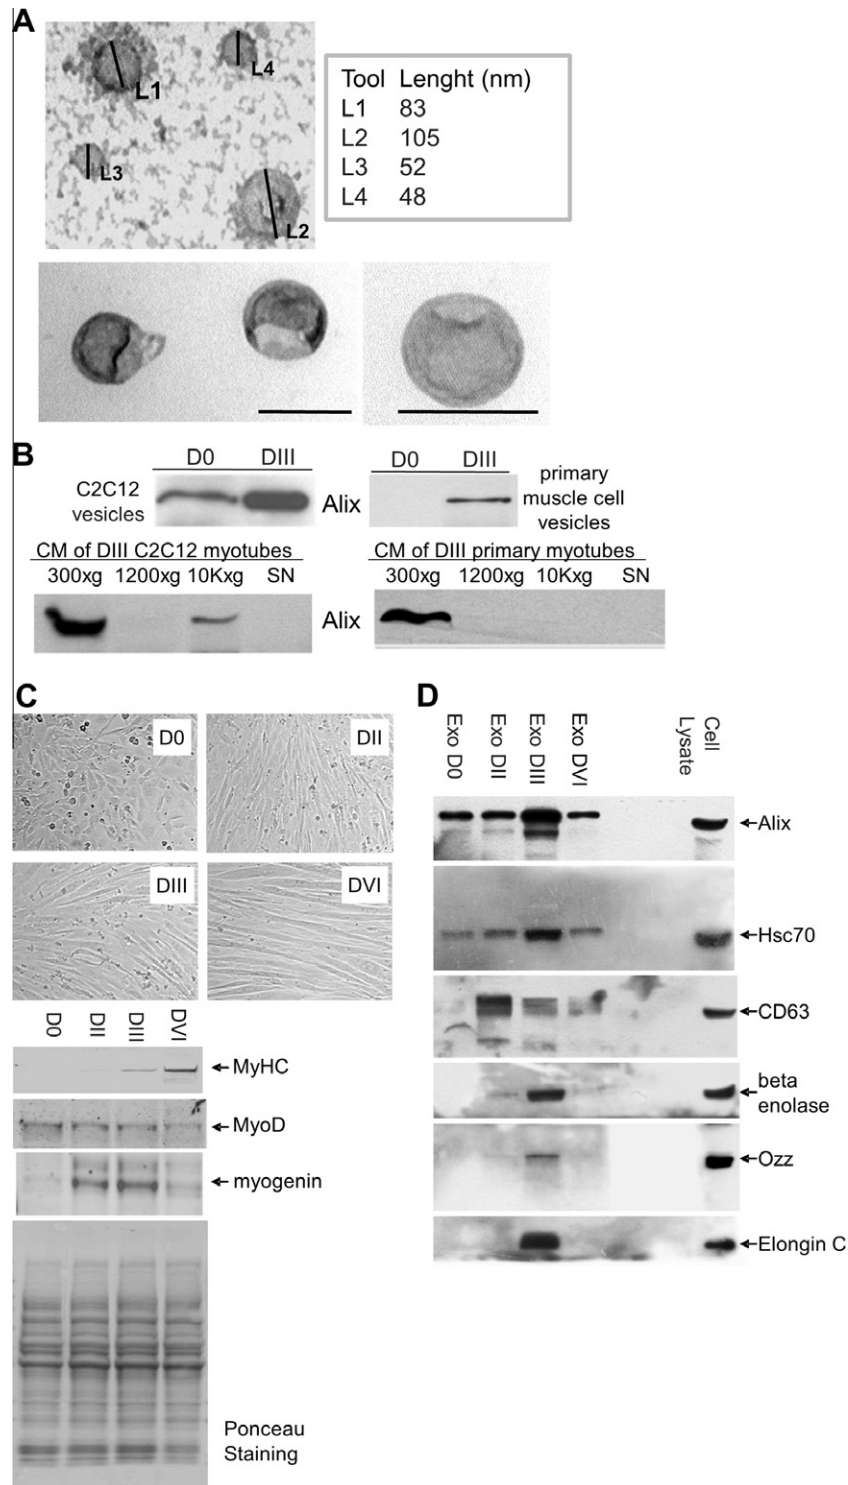 A
L1
L4
L3
L2
Tool Lenght (nm)
L1 83
L2 105
L3 52
L4 48
B
D0 DIII
C2C12
vesicles
Alix
D0 DIII
primary
muscle cell
vesicles
CM of DIII C2C12 myotubes
300xg 1200xg 10Kxg SN
Alix
CM of DIII primary myotubes
300xg 1200xg 10Kxg SN
C
D0
DII
DIII
DVI
D0 DII DIII DVI
MyHC
MyoD
myogenin
Ponceau
Staining
D
Exo D0
Exo DII
Exo DIII
Exo DVI
Cell
Lysate
Alix
Hsc70
CD63
beta
enolase
Ozz
Elongin C